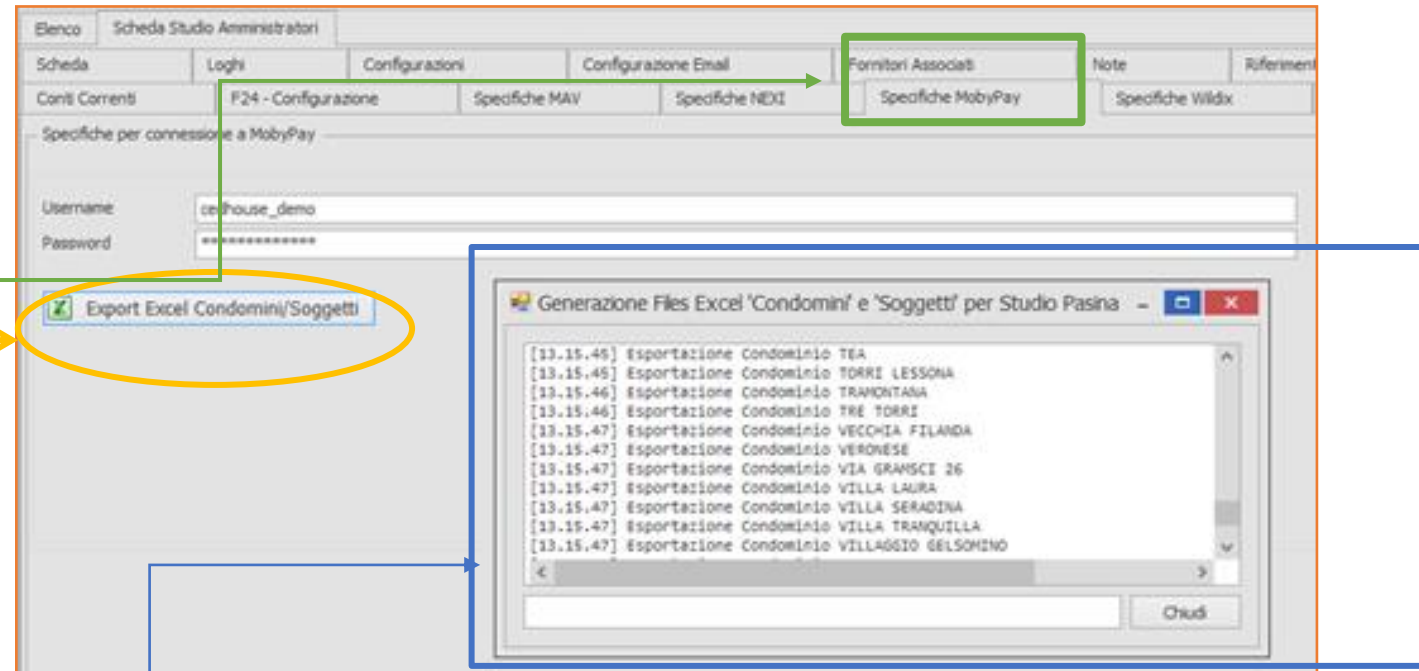 Elenco Scheda Studio Amministratori
Scheda Loghi Configurazioni Configurazione Email Fornitori Associati Note Riferiment
Conti Correnti F24 - Configurazione Specifiche MAV Specifiche NEXI Specifiche MobyPay Specifiche Wildix
Specifiche per connessione a MobyPay
Username cedhouse_demo
Password *************
Export Excel Condomini/Soggetti
Generazione Files Excel 'Condomini' e 'Soggetti' per Studio Pasina
[13.15.45] Esportazione Condominio TEA
[13.15.45] Esportazione Condominio TORRI LESSONA
[13.15.46] Esportazione Condominio TRAMONTANA
[13.15.46] Esportazione Condominio TRE TORRI
[13.15.47] Esportazione Condominio VECCHIA FILANDA
[13.15.47] Esportazione Condominio VERONESE
[13.15.47] Esportazione Condominio VIA GRAMSCI 26
[13.15.47] Esportazione Condominio VILLA LAURA
[13.15.47] Esportazione Condominio VILLA SERADINA
[13.15.47] Esportazione Condominio VILLA TRANQUILLA
[13.15.47] Esportazione Condominio VILLAGGIO GELSOMINO
Chiudi